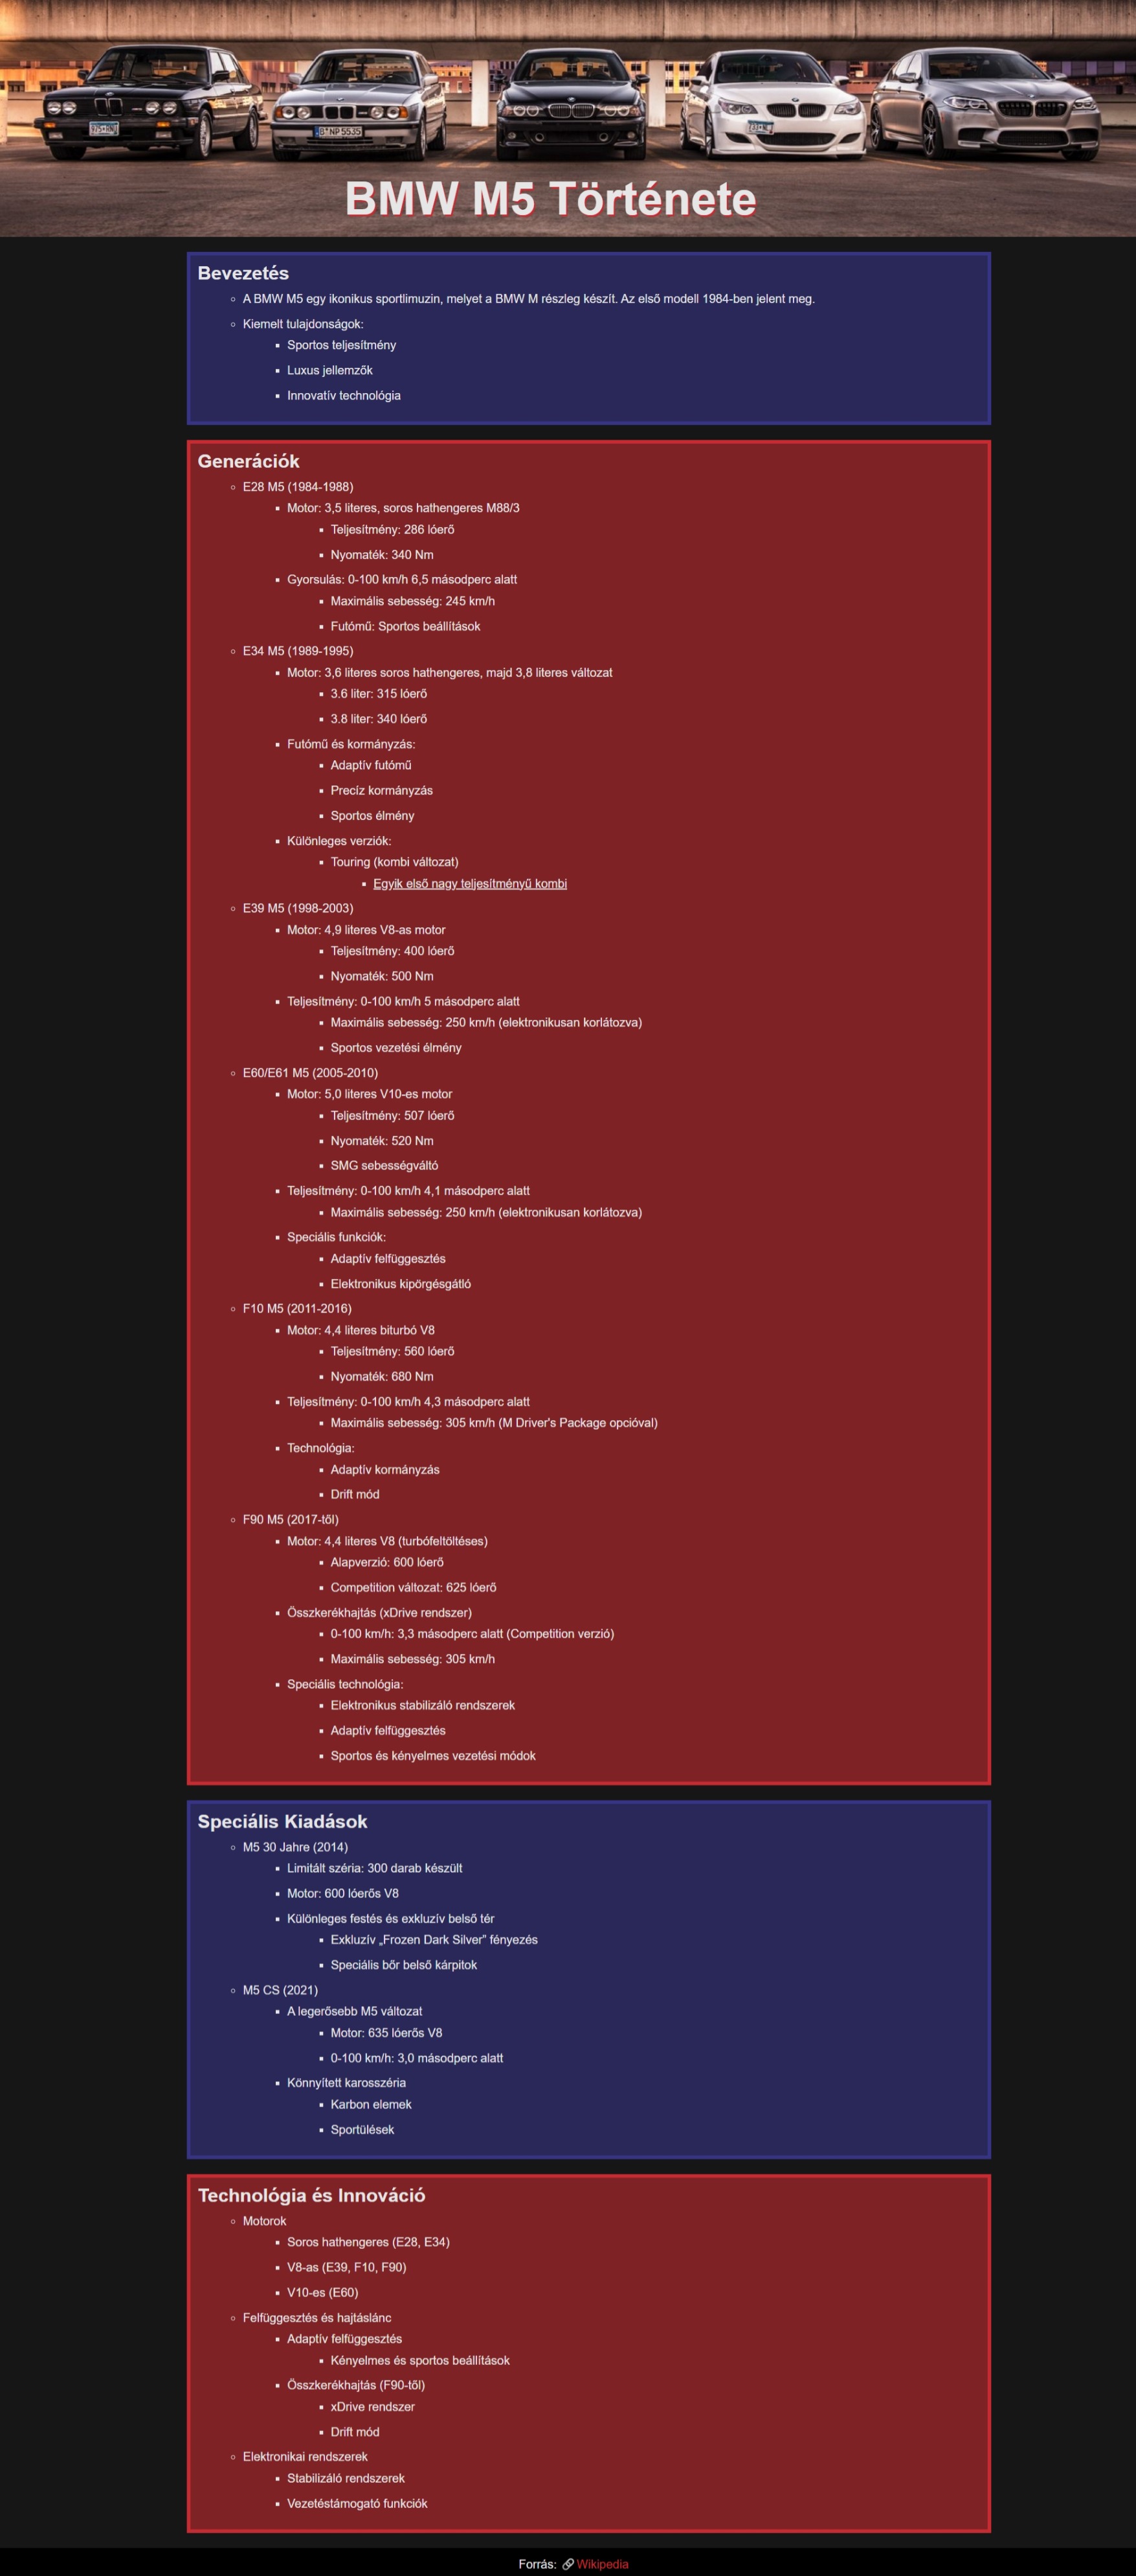 B NP 5535
BMW M5 Története
Bevezetés
A BMW M5 egy ikonikus sportlimuzin, melyet a BMW M részleg készít. Az első modell 1984-ben jelent meg.
Kiemelt tulajdonságok:
Sportos teljesítmény
Luxus jellemzők
Innovatív technológia
Generációk
E28 M5 (1984-1988)
Motor: 3,5 literes, soros hathengeres M88/3
Teljesítmény: 286 lóerő
Nyomaték: 340 Nm
Gyorsulás: 0-100 km/h 6,5 másodperc alatt
Maximális sebesség: 245 km/h
Futómű: Sportos beállítások
E34 M5 (1989-1995)
Motor: 3,6 literes soros hathengeres, majd 3,8 literes változat
3.6 liter: 315 lóerő
3.8 liter: 340 lóerő
Futómű és kormányzás:
Adaptív futómű
Precíz kormányzás
Sportos élmény
Különleges verziók:
Touring (kombi változat)
Egyik első nagy teljesítményű kombi
E39 M5 (1998-2003)
Motor: 4,9 literes V8-as motor
Teljesítmény: 400 lóerő
Nyomaték: 500 Nm
Teljesítmény: 0-100 km/h 5 másodperc alatt
Maximális sebesség: 250 km/h (elektronikusan korlátozva)
Sportos vezetési élmény
E60/E61 M5 (2005-2010)
Motor: 5,0 literes V10-es motor
Teljesítmény: 507 lóerő
Nyomaték: 520 Nm
SMG sebességváltó
Teljesítmény: 0-100 km/h 4,1 másodperc alatt
Maximális sebesség: 250 km/h (elektronikusan korlátozva)
Speciális funkciók:
Adaptív felfüggesztés
Elektronikus kipörgésgátló
F10 M5 (2011-2016)
Motor: 4,4 literes biturbó V8
Teljesítmény: 560 lóerő
Nyomaték: 680 Nm
Teljesítmény: 0-100 km/h 4,3 másodperc alatt
Maximális sebesség: 305 km/h (M Driver's Package opcióval)
Technológia:
Adaptív kormányzás
Drift mód
F90 M5 (2017-től)
Motor: 4,4 literes V8 (turbófeltöltéses)
Alapverzió: 600 lóerő
Competition változat: 625 lóerő
Összkerékhajtás (xDrive rendszer)
0-100 km/h: 3,3 másodperc alatt (Competition verzió)
Maximális sebesség: 305 km/h
Speciális technológia:
Elektronikus stabilizáló rendszerek
Adaptív felfüggesztés
Sportos és kényelmes vezetési módok
Speciális Kiadások
M5 30 Jahre (2014)
Limitált széria: 300 darab készült
Motor: 600 lóerős V8
Különleges festés és exkluzív belső tér
Exkluzív „Frozen Dark Silver” fényezés
Speciális bőr belső kárpitok
M5 CS (2021)
A legerősebb M5 változat
Motor: 635 lóerős V8
0-100 km/h: 3,0 másodperc alatt
Könnyített karosszéria
Karbon elemek
Sportülések
Technológia és Innováció
Motorok
Soros hathengeres (E28, E34)
V8-as (E39, F10, F90)
V10-es (E60)
Felfüggesztés és hajtáslánc
Adaptív felfüggesztés
Kényelmes és sportos beállítások
Összkerékhajtás (F90-től)
xDrive rendszer
Drift mód
Elektronikai rendszerek
Stabilizáló rendszerek
Vezetéstámogató funkciók
Forrás: 🔗 Wikipedia